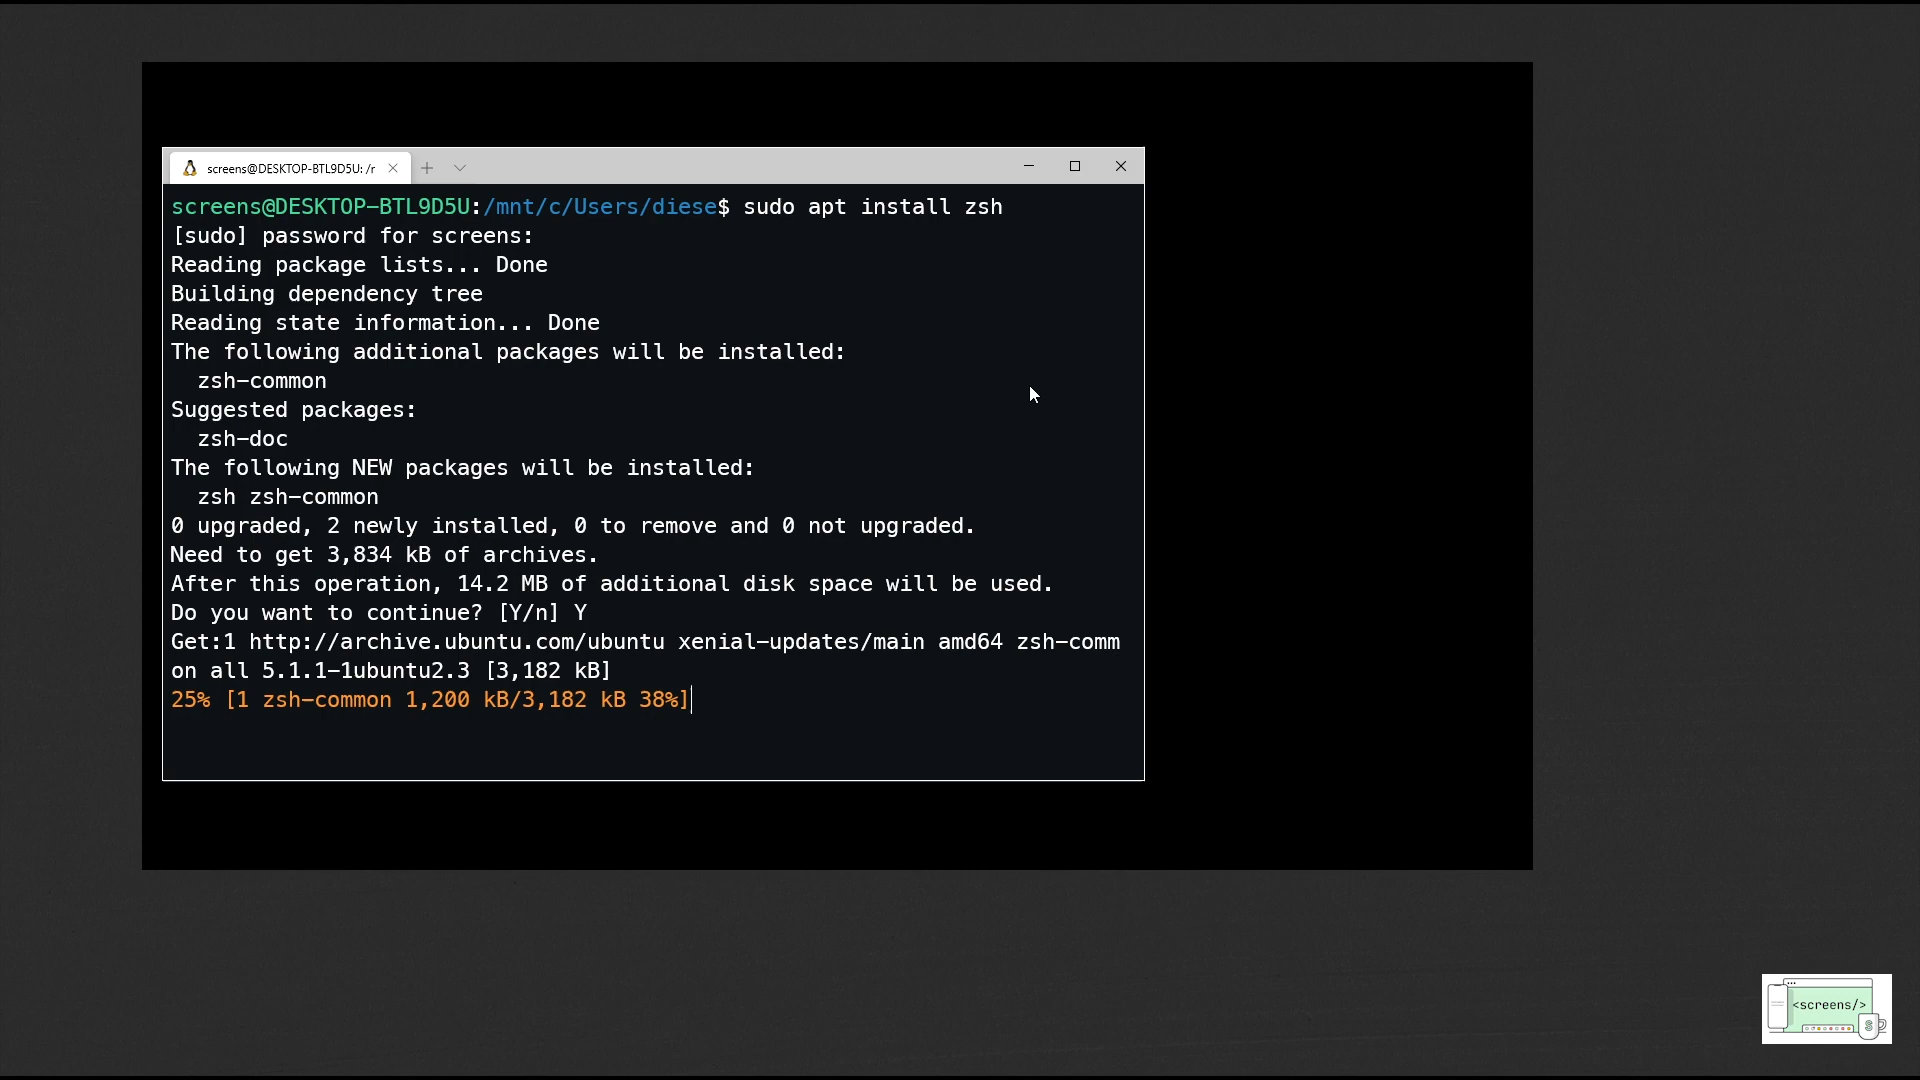 screens@DESKTOP-BTL9D5U: /r
screens@DESKTOP-BTL9D5U:/mnt/c/Users/diese$ sudo apt install zsh
[sudo] password for screens:
Reading package lists... Done
Building dependency tree
Reading state information... Done
The following additional packages will be installed:
  zsh-common
Suggested packages:
  zsh-doc
The following NEW packages will be installed:
  zsh zsh-common
0 upgraded, 2 newly installed, 0 to remove and 0 not upgraded.
Need to get 3,834 kB of archives.
After this operation, 14.2 MB of additional disk space will be used.
Do you want to continue? [Y/n] Y
Get:1 http://archive.ubuntu.com/ubuntu xenial-updates/main amd64 zsh-comm
on all 5.1.1-1ubuntu2.3 [3,182 kB]
25% [1 zsh-common 1,200 kB/3,182 kB 38%]
<screens/>
S